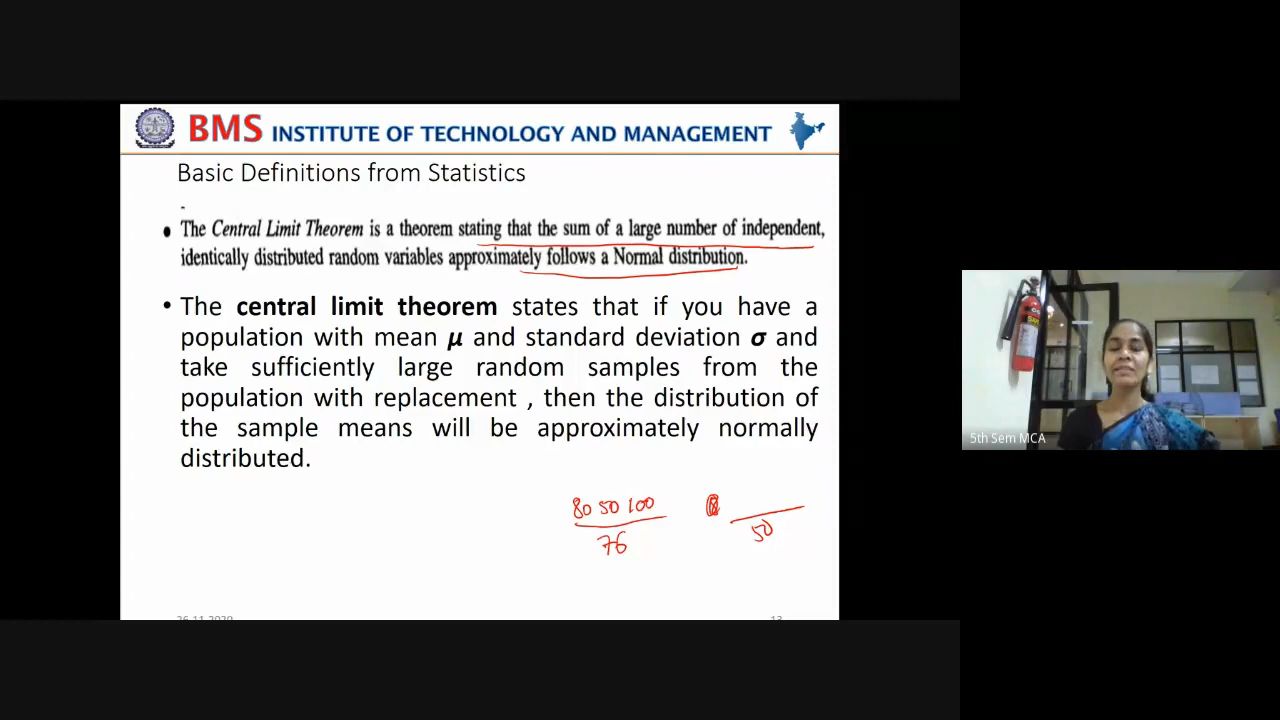 BMS INSTITUTE OF TECHNOLOGY AND MANAGEMENT
Basic Definitions from Statistics
-
• The Central Limit Theorem is a theorem stating that the sum of a large number of independent,
identically distributed random variables approximately follows a Normal distribution.
• The central limit theorem states that if you have a
population with mean μ and standard deviation σ and
take sufficiently large random samples from the
population with replacement , then the distribution of
the sample means will be approximately normally
distributed.
80 50 100
76
50
26.11.2020
13
5th Sem MCA